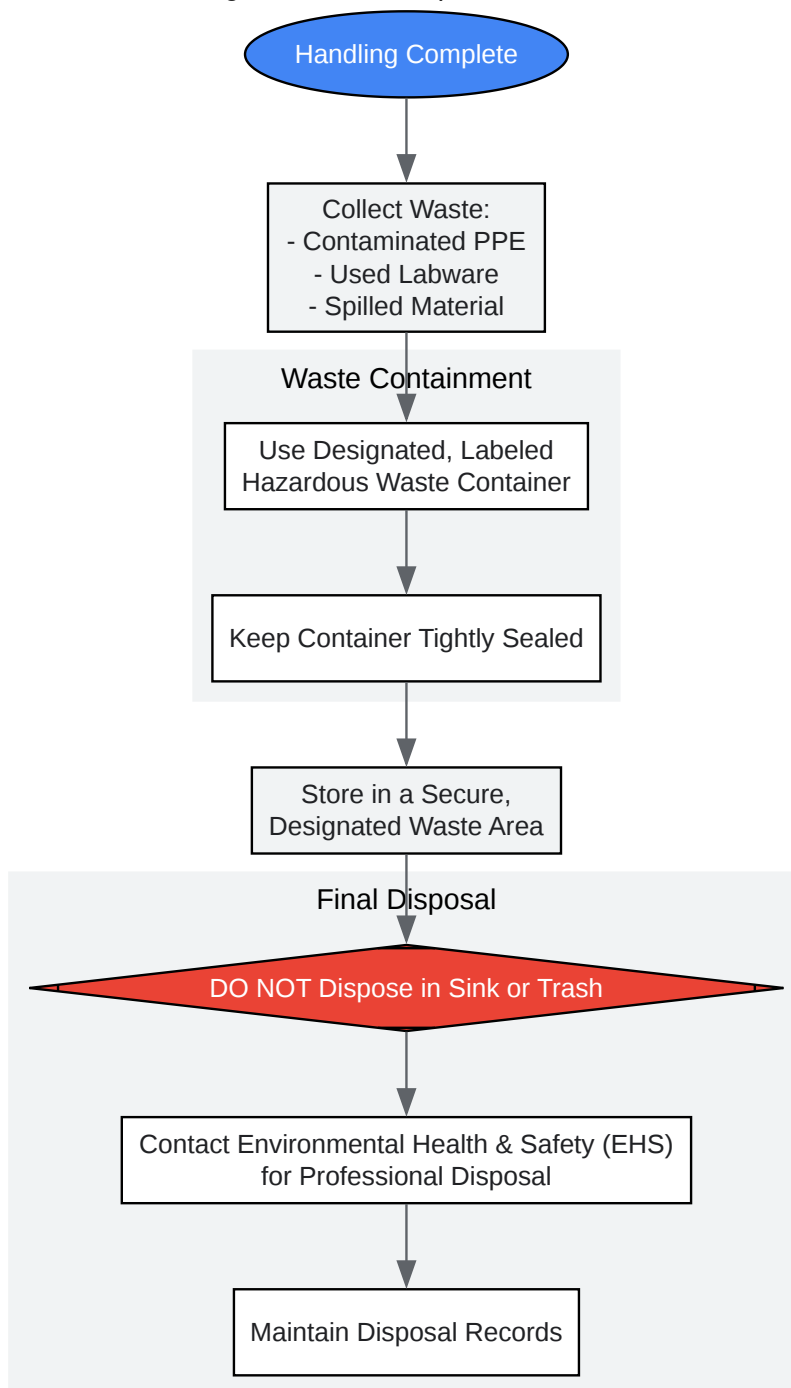 Handling Complete
Collect Waste:
- Contaminated PPE
- Used Labware
- Spilled Material
Waste Containment
Use Designated, Labeled
Hazardous Waste Container
Keep Container Tightly Sealed
Store in a Secure,
Designated Waste Area
Final Disposal
DO NOT Dispose in Sink or Trash
Contact Environmental Health & Safety (EHS)
for Professional Disposal
Maintain Disposal Records